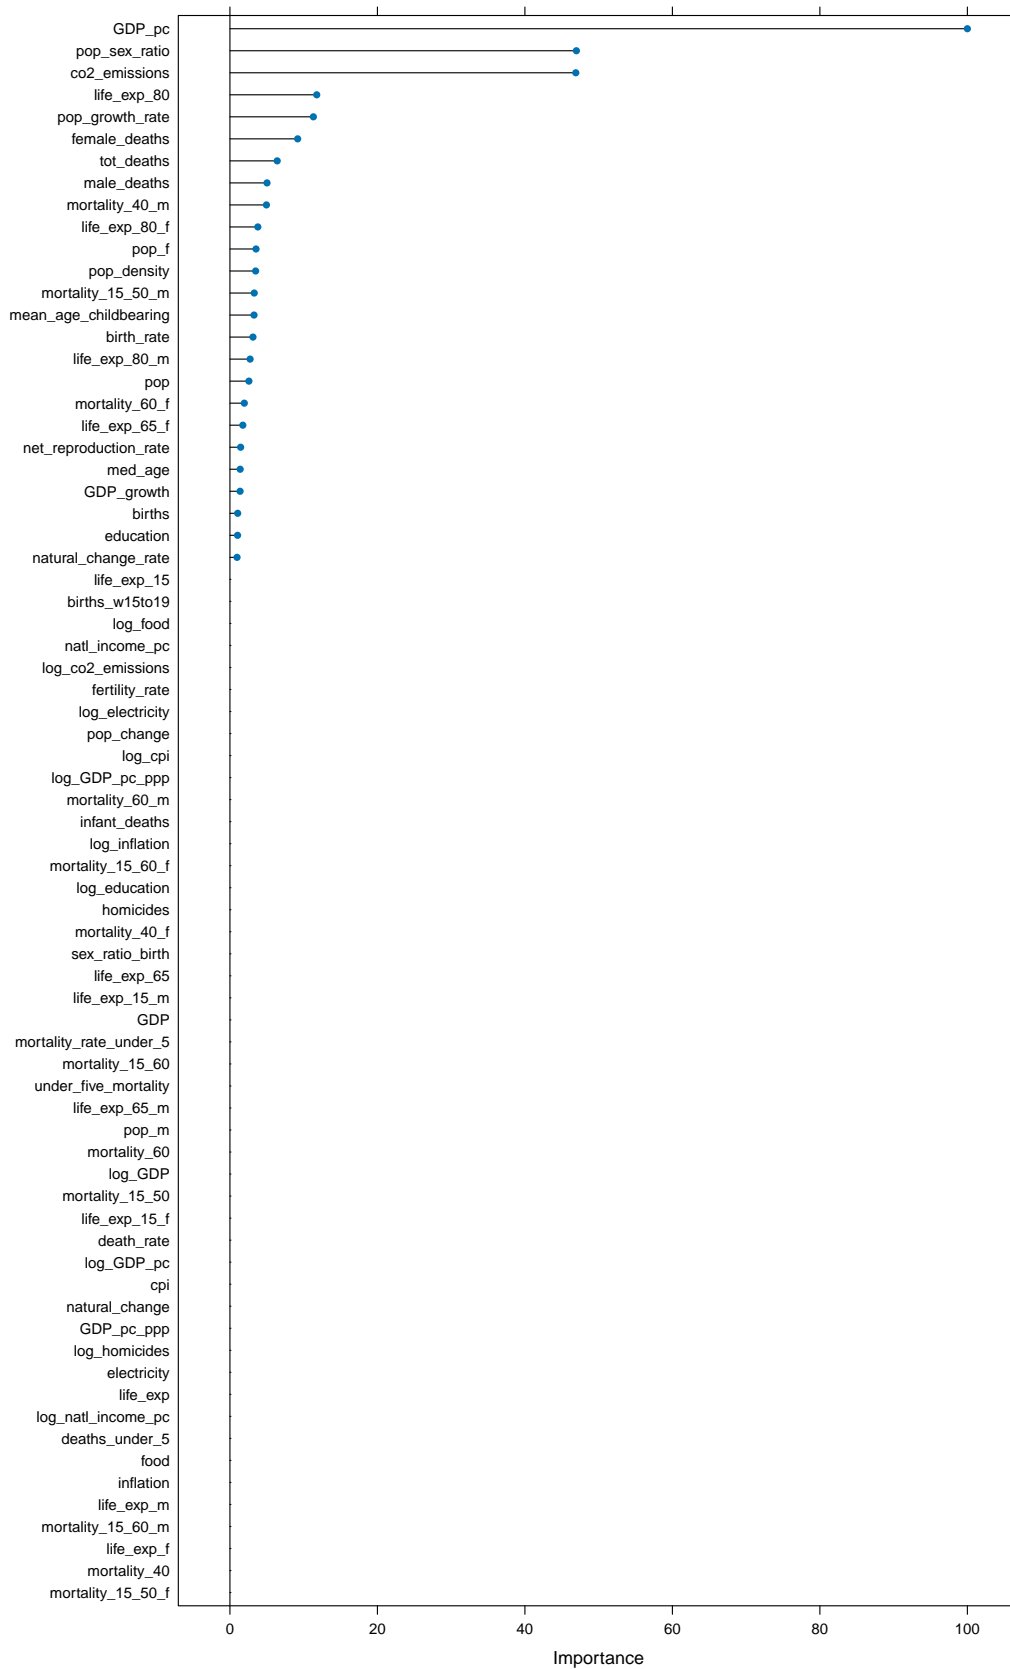 GDP_pc
pop_sex_ratio
co2_emissions
life_exp_80
pop_growth_rate
female_deaths
tot_deaths
male_deaths
mortality_40_m
life_exp_80_f
pop_f
pop_density
mortality_15_50_m
mean_age_childbearing
birth_rate
life_exp_80_m
pop
mortality_60_f
life_exp_65_f
net_reproduction_rate
med_age
GDP_growth
births
education
natural_change_rate
life_exp_15
births_w15to19
log_food
natl_income_pc
log_co2_emissions
fertility_rate
log_electricity
pop_change
log_cpi
log_GDP_pc_ppp
mortality_60_m
infant_deaths
log_inflation
mortality_15_60_f
log_education
homicides
mortality_40_f
sex_ratio_birth
life_exp_65
life_exp_15_m
GDP
mortality_rate_under_5
mortality_15_60
under_five_mortality
life_exp_65_m
pop_m
mortality_60
log_GDP
mortality_15_50
life_exp_15_f
death_rate
log_GDP_pc
cpi
natural_change
GDP_pc_ppp
log_homicides
electricity
life_exp
log_natl_income_pc
deaths_under_5
food
inflation
life_exp_m
mortality_15_60_m
life_exp_f
mortality_40
mortality_15_50_f
0 20 40 60 80 100
Importance